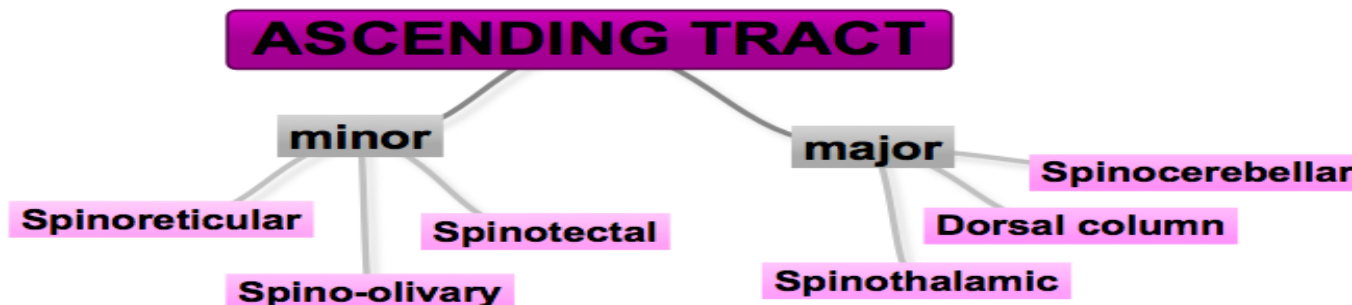 ASCENDING TRACT
minor
major
Spinocerebellar
Spinoreticular
Spinotectal
Dorsal column
Spino-olivary
Spinothalamic